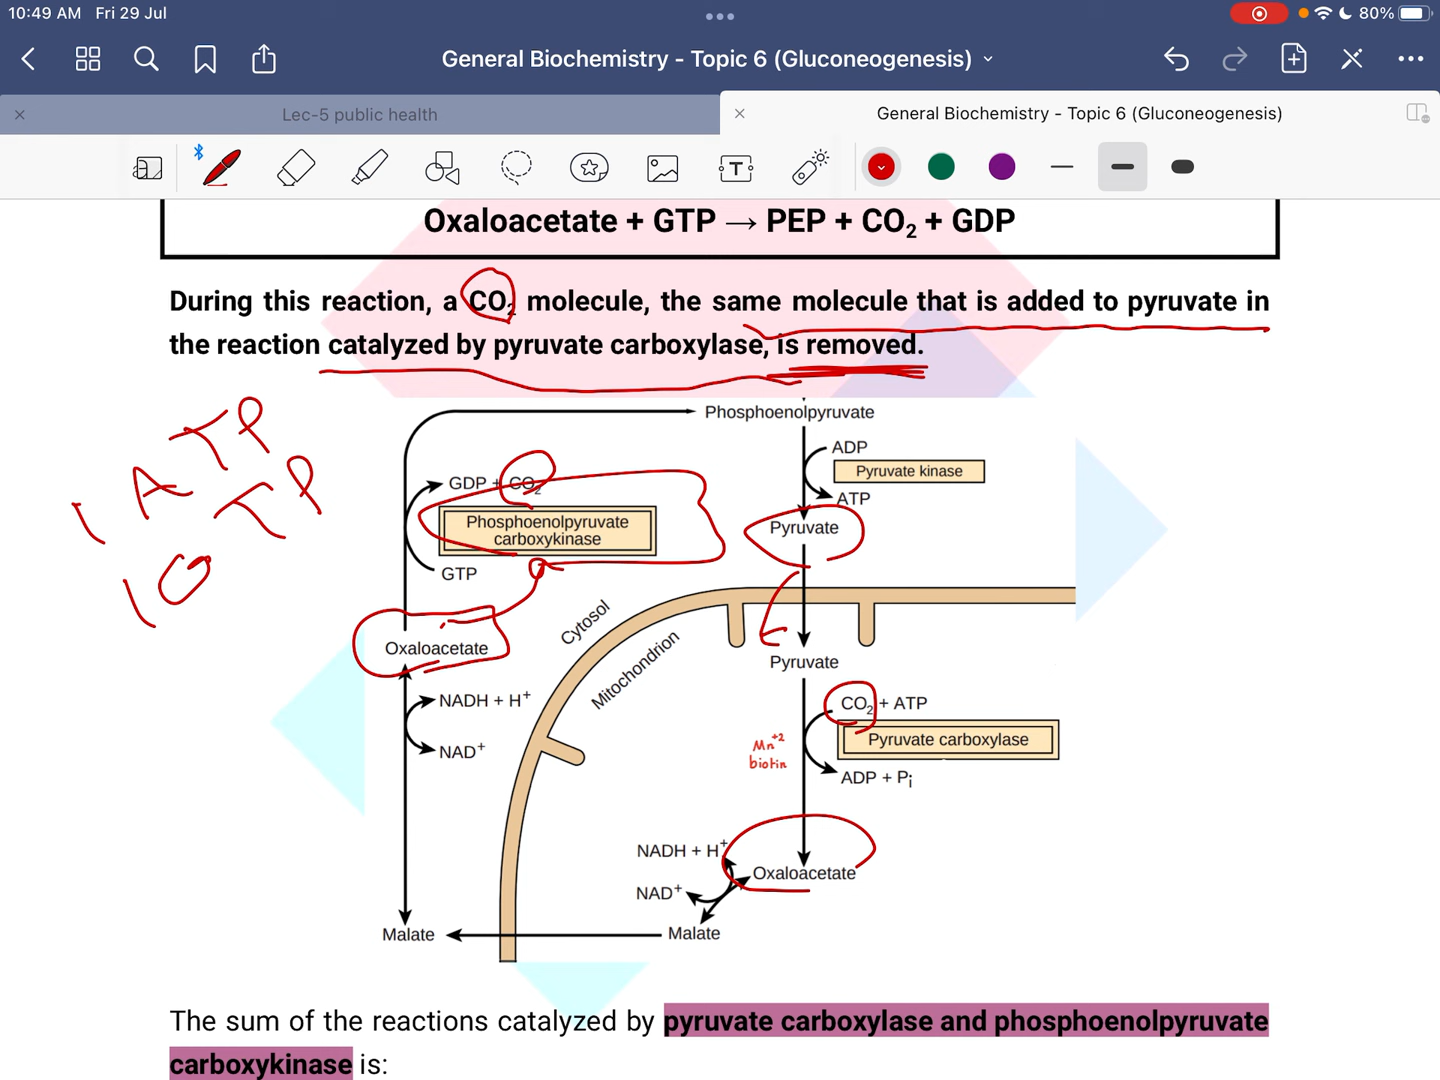 10:49 AM Fri 29 Jul
80%
General Biochemistry - Topic 6 (Gluconeogenesis)
Lec-5 public health
General Biochemistry - Topic 6 (Gluconeogenesis)
T
Oxaloacetate + GTP → PEP + CO₂ + GDP
During this reaction, a CO₂ molecule, the same molecule that is added to pyruvate in
the reaction catalyzed by pyruvate carboxylase, is removed.
1 ATP
1 GTP
Phosphoenolpyruvate
ADP
Pyruvate kinase
ATP
GDP + CO₂
Phosphoenolpyruvate
carboxykinase
GTP
Pyruvate
Cytosol
Mitochondrion
Oxaloacetate
Pyruvate
NADH + H⁺
NAD⁺
CO₂ + ATP
Mn⁺²
biotin
Pyruvate carboxylase
ADP + Pᵢ
NADH + H⁺
NAD⁺
Oxaloacetate
Malate
Malate
The sum of the reactions catalyzed by pyruvate carboxylase and phosphoenolpyruvate
carboxykinase is: